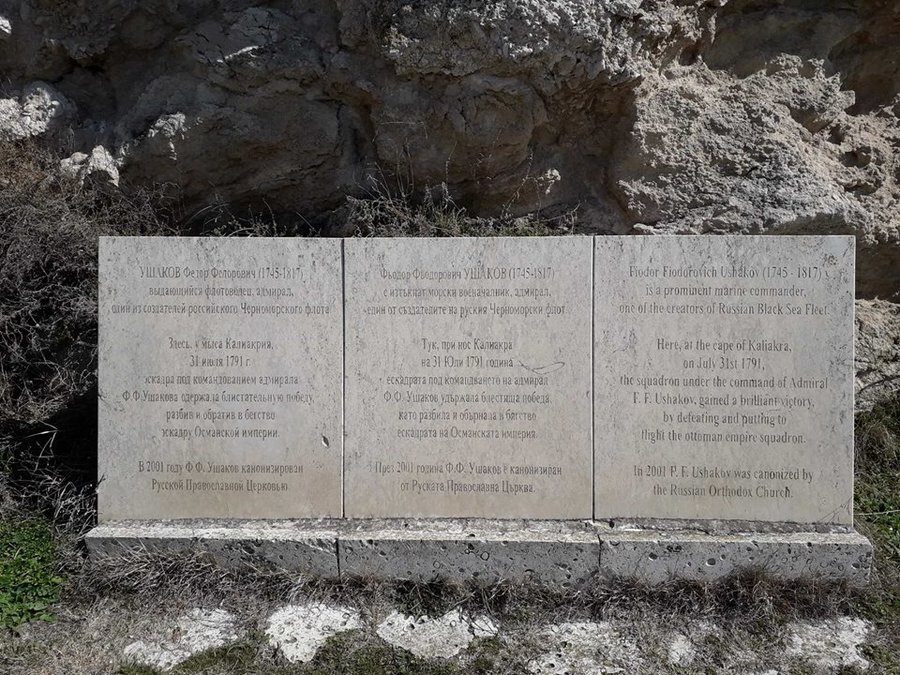 УШАКОВ Федор Федорович (1745-1817)
выдающийся флотоводец, адмирал,
один из создателей российского Черноморского флота
Здесь, у мыса Калиакрия,
31 июля 1791 г.
эскадра под командованием адмирала
Ф.Ф.Ушакова одержала блистательную победу,
разбив и обратив в бегство
эскадру Османской империи.
В 2001 году Ф.Ф. Ушаков канонизирован
Русской Православной Церковью
Фьодор Фьодорович УШАКОВ (1745-1817)
е изтъкнат морски военачалник, адмирал,
един от създателите на руския Черноморски флот
Тук, при нос Калиакра
на 31 Юли 1791 година
ескадрата под командването на адмирал
Ф.Ф. Ушаков удържала блестяща победа,
като разбила и обърнала в бягство
ескадрата на Османската империя.
През 2001 година Ф.Ф. Ушаков е канонизиран
от Руската Православна Църква.
Fiodor Fiodorovich Ushakov (1745 - 1817)
is a prominent marine commander,
one of the creators of Russian Black Sea Fleet.
Here, at the cape of Kaliakra,
on July 31st 1791,
the squadron under the command of Admiral
F. F. Ushakov, gained a brilliant victory,
by defeating and putting to
flight the ottoman empire squadron.
In 2001 F. F. Ushakov was canonized by
the Russian Orthodox Church.